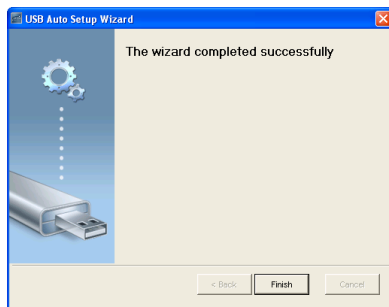 USB Auto Setup Wizard
The wizard completed successfully
< Back Finish Cancel